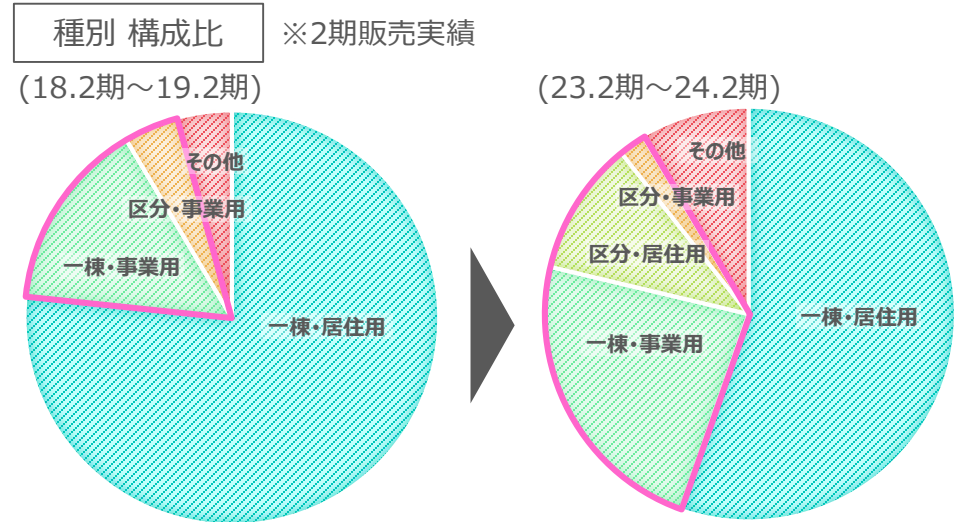 種別 構成比
※2期販売実績
(18.2期～19.2期)
(23.2期～24.2期)
その他
区分・事業用
一棟・事業用
一棟・居住用
その他
区分・事業用
区分・居住用
一棟・事業用
一棟・居住用